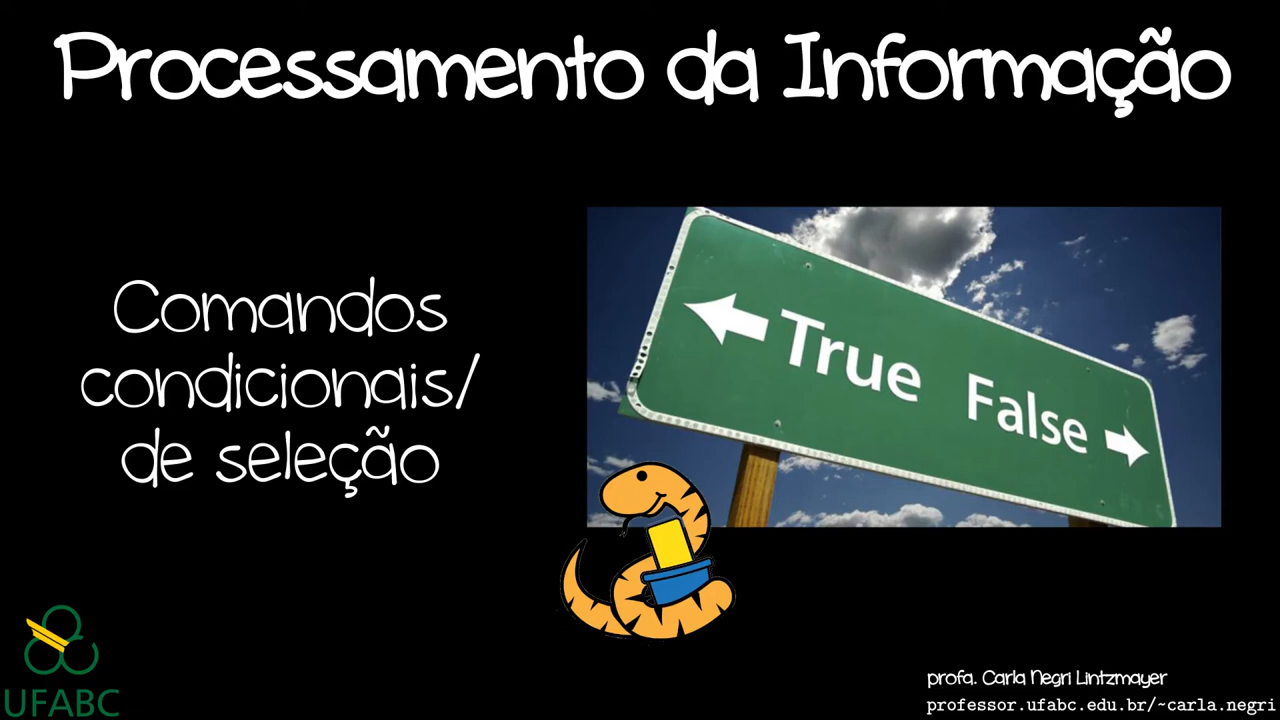 Processamento da Informação
Comandos
condicionais/
de seleção
True False
UFABC
profa. Carla Negri Lintzmayer
professor.ufabc.edu.br/~carla.negri